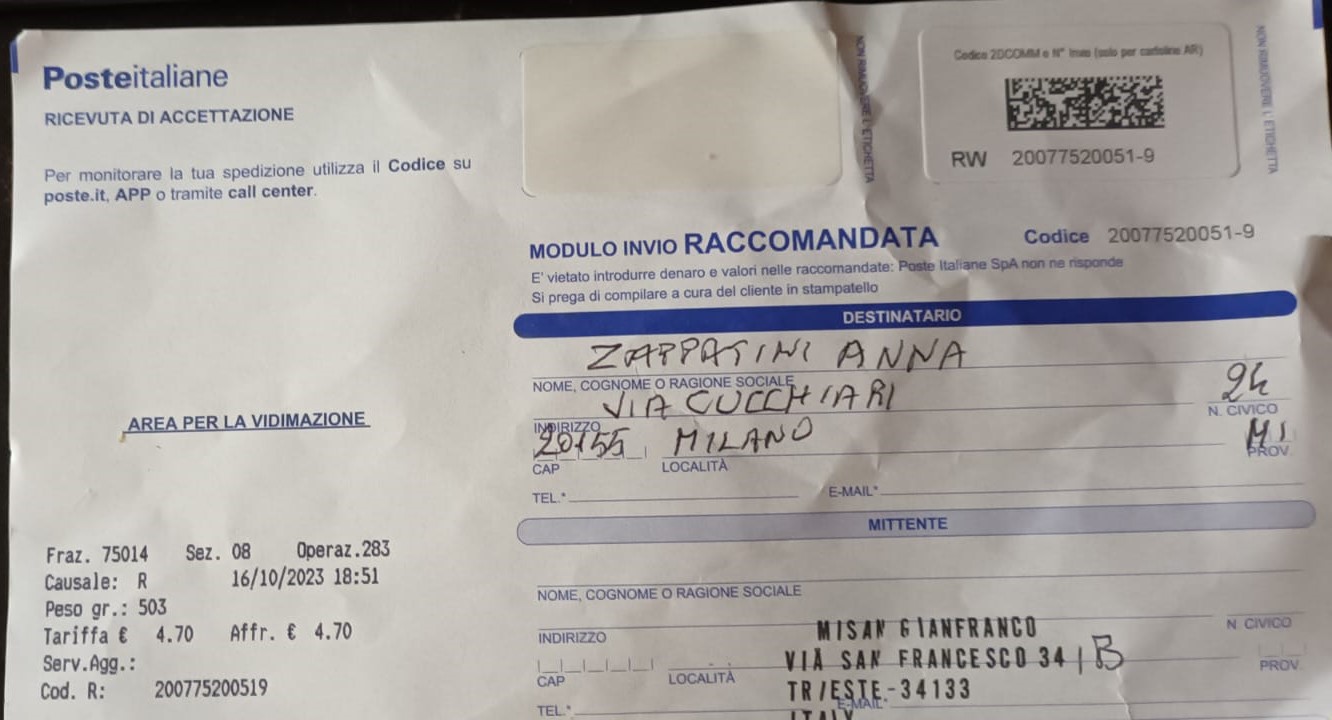 Posteitaliane
RICEVUTA DI ACCETTAZIONE
Per monitorare la tua spedizione utilizza il Codice su
poste.it, APP o tramite call center.
AREA PER LA VIDIMAZIONE
Fraz. 75014 Sez. 08 Operaz.283
Causale: R 16/10/2023 18:51
Peso gr.: 503
Tariffa € 4.70 Affr. € 4.70
Serv.Agg.:
Cod. R: 200775200519
NON RIMUOVERE L'ETICHETTA
Codice 2DCOMM e N° Invio (solo per cartoline AR)
RW 20077520051-9
NON RIMUOVERE L'ETICHETTA
MODULO INVIO RACCOMANDATA Codice 20077520051-9
E' vietato introdurre denaro e valori nelle raccomandate: Poste Italiane SpA non ne risponde
Si prega di compilare a cura del cliente in stampatello
DESTINATARIO
ZAPPATINI ANNA
NOME, COGNOME O RAGIONE SOCIALE
VIA CUCCHIARI
INDIRIZZO N. CIVICO
20155 MILANO MI
CAP LOCALITÀ PROV.
TEL.* E-MAIL*
MITTENTE
NOME, COGNOME O RAGIONE SOCIALE
MISAN GIANFRANCO
INDIRIZZO N. CIVICO
VIA SAN FRANCESCO 34 | B
CAP LOCALITÀ PROV.
TRIESTE-34133
TEL.* E-MAIL*
ITALY